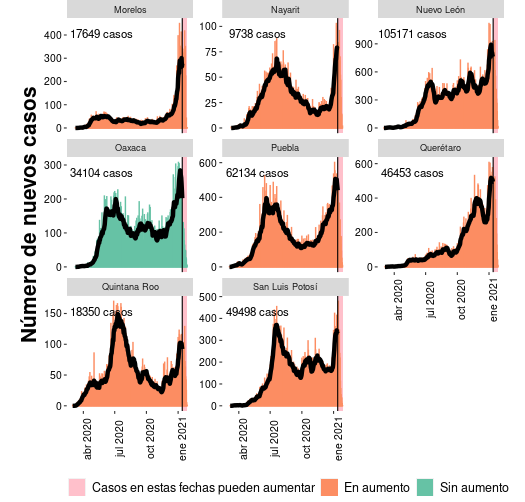 Número de nuevos casos
Morelos
Nayarit
Nuevo León
17649 casos
9738 casos
105171 casos
400
300
200
100
0
100
75
50
25
0
900
600
300
0
Oaxaca
Puebla
Querétaro
34104 casos
62134 casos
46453 casos
300
200
100
0
600
400
200
0
600
400
200
0
Quintana Roo
San Luis Potosí
18350 casos
49498 casos
150
100
50
0
500
400
300
200
100
0
abr 2020
jul 2020
oct 2020
ene 2021
abr 2020
jul 2020
oct 2020
ene 2021
abr 2020
jul 2020
oct 2020
ene 2021
Casos en estas fechas pueden aumentar En aumento Sin aumento